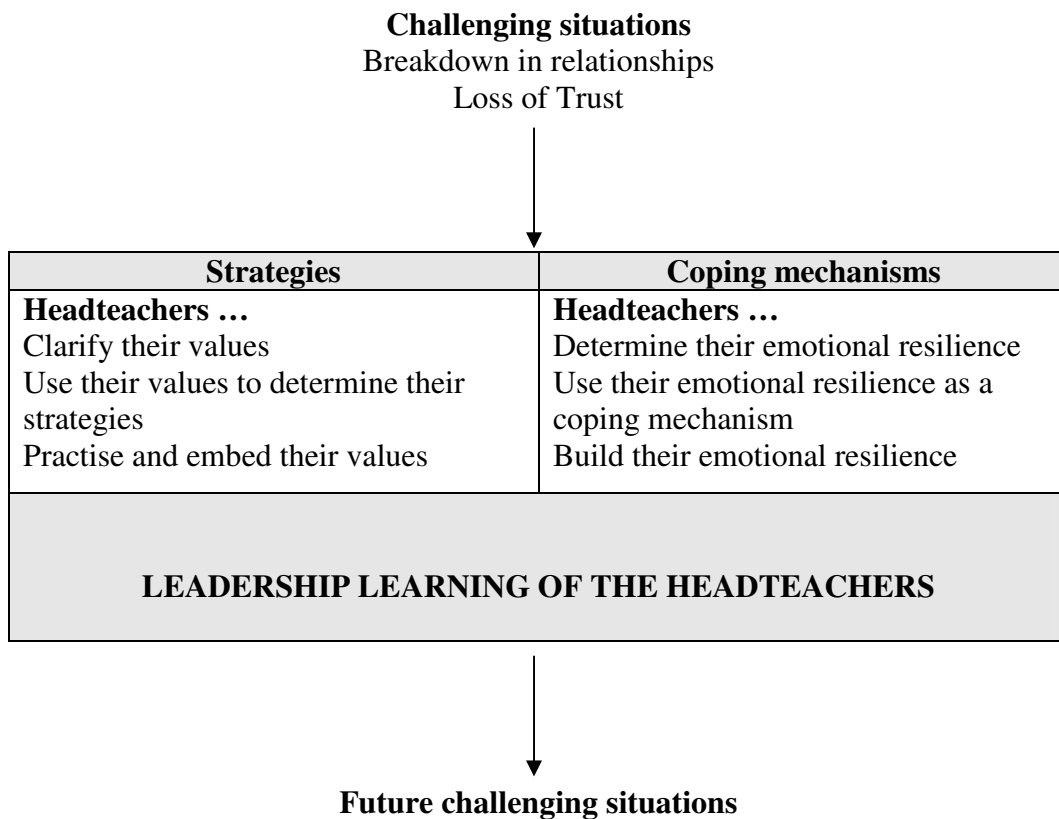 Challenging situations
Breakdown in relationships
Loss of Trust
Strategies
Headteachers …
Clarify their values
Use their values to determine their
strategies
Practise and embed their values
Coping mechanisms
Headteachers …
Determine their emotional resilience
Use their emotional resilience as a
coping mechanism
Build their emotional resilience
LEADERSHIP LEARNING OF THE HEADTEACHERS
Future challenging situations